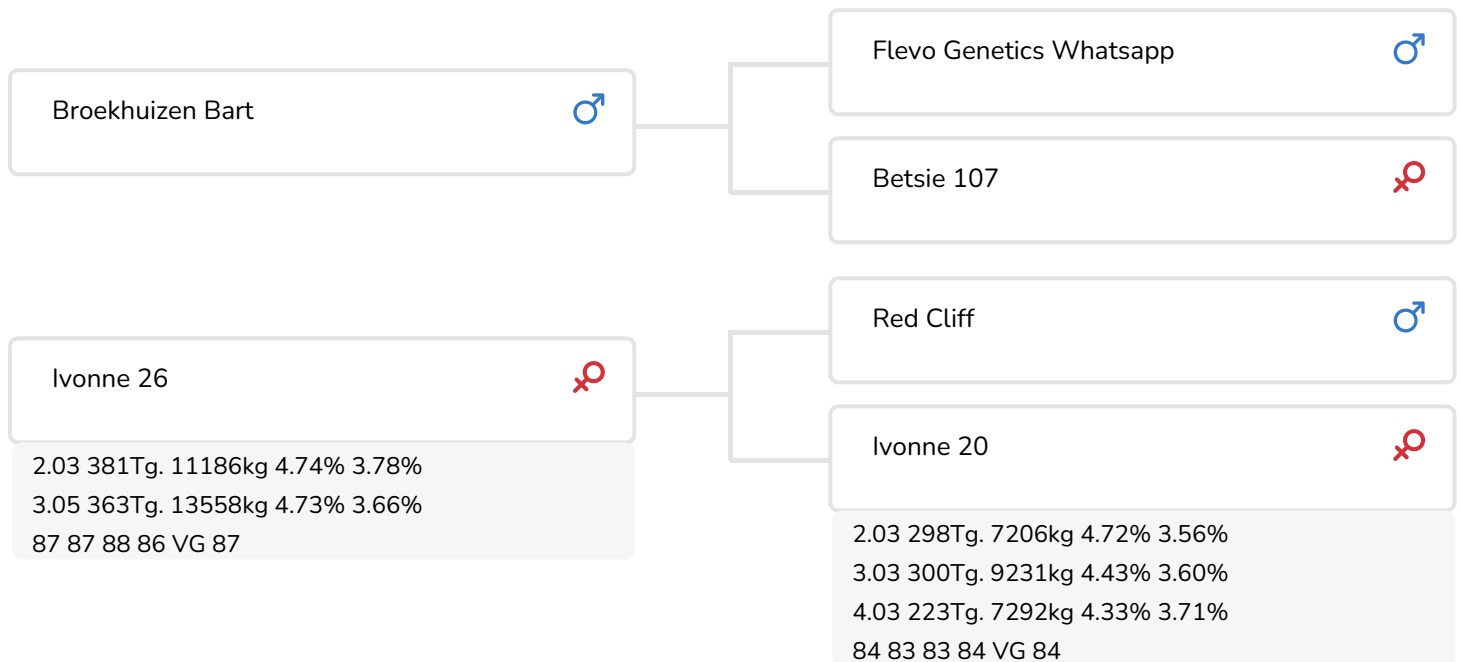 Broekhuizen Bart
Flevo Genetics Whatsapp
Betsie 107
Ivonne 26
2.03 381Tg. 11186kg 4.74% 3.78%
3.05 363Tg. 13558kg 4.73% 3.66%
87 87 88 86 VG 87
Red Cliff
Ivonne 20
2.03 298Tg. 7206kg 4.72% 3.56%
3.03 300Tg. 9231kg 4.43% 3.60%
4.03 223Tg. 7292kg 4.33% 3.71%
84 83 83 84 VG 84